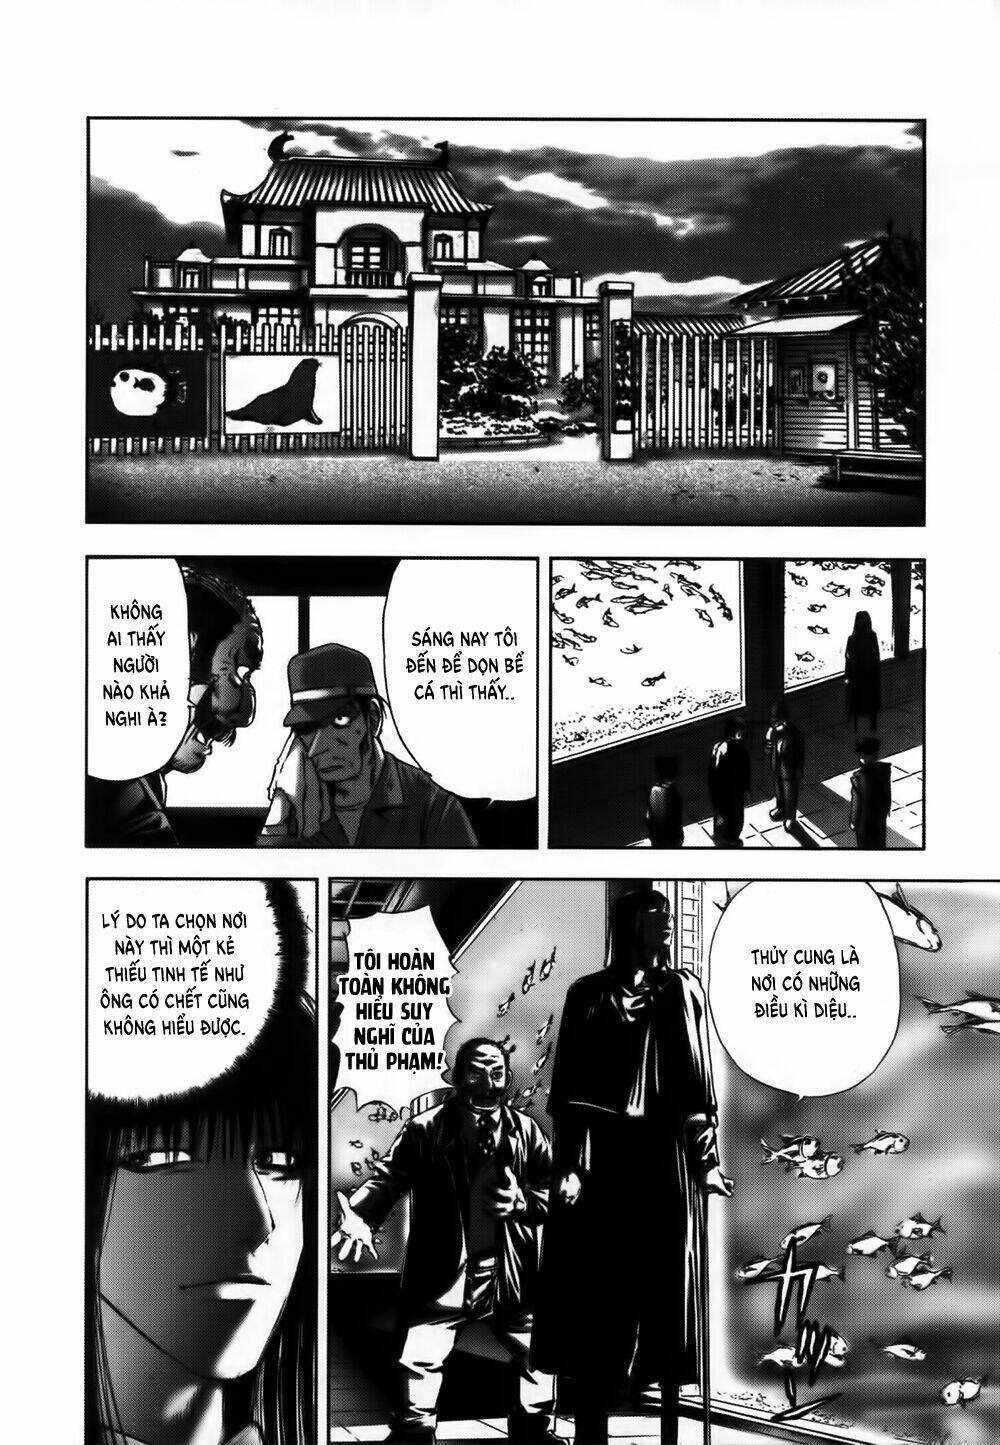 SÁNG NAY TÔI
ĐẾN ĐỂ DỌN BỂ
CÁ THÌ THẤY..
KHÔNG
AI THẤY
NGƯỜI
NÀO KHẢ
NGHI À?
THỦY CUNG LÀ
NƠI CÓ NHỮNG
ĐIỀU KÌ DIỆU..
TÔI HOÀN
TOÀN KHÔNG
HIỂU SUY
NGHĨ CỦA
THỦ PHẠM!
LÝ DO TA CHỌN NƠI
NÀY THÌ MỘT KẺ
THIẾU TINH TẾ NHƯ
ÔNG CÓ CHẾT CŨNG
KHÔNG HIỂU ĐƯỢC.